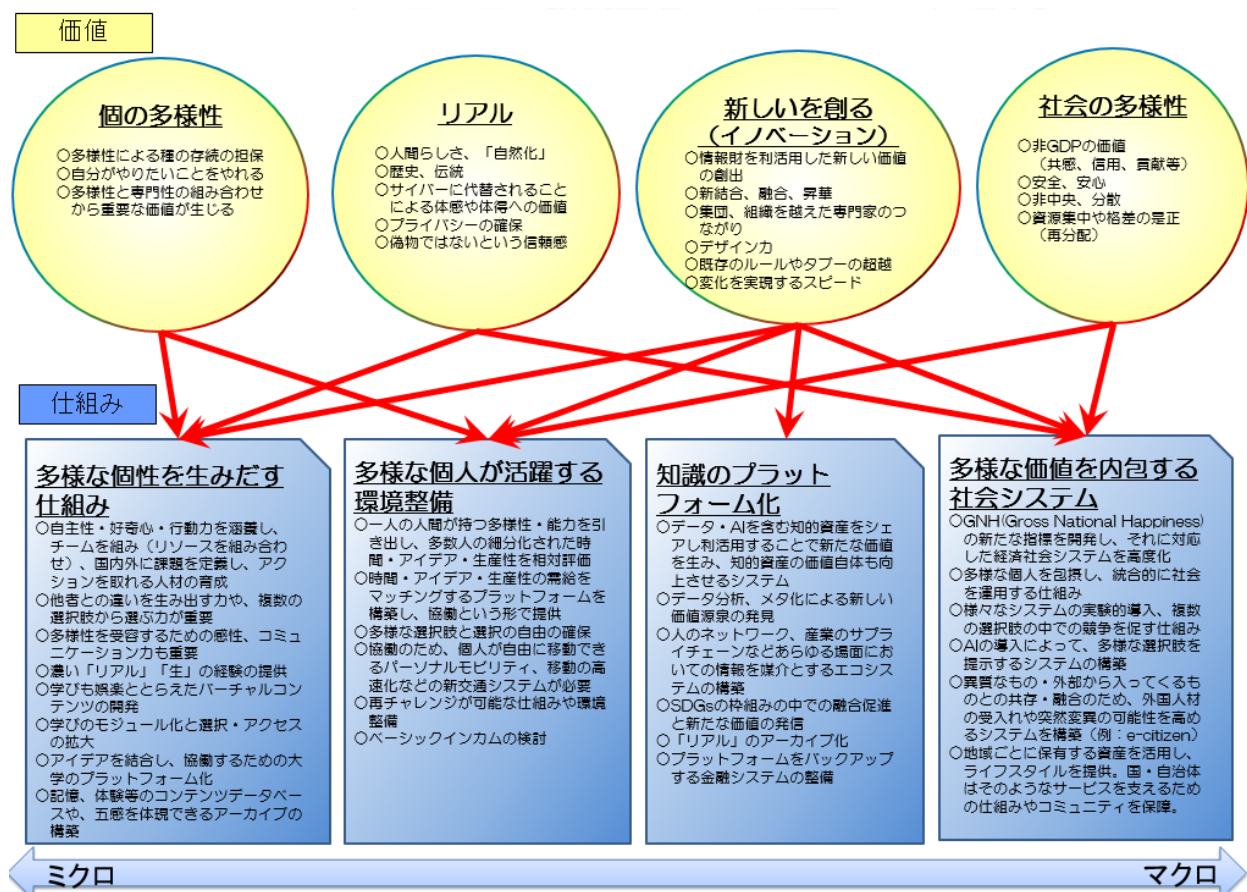 価値
個の多様性
○多様性による種の存続の担保
○自分がやりたいことをやれる
○多様性と専門性の組み合わせ
から重要な価値が生じる
リアル
○人間らしさ、「自然化」
○歴史、伝統
○サイバーに代替されること
による体感や体得への価値
○プライバシーの確保
○偽物ではないという信頼感
新しいを創る
（イノベーション）
○情報財を利活用した新しい価値
の創出
○新結合、融合、昇華
○集団、組織を越えた専門家のつ
ながり
○デザイン力
○既存のルールやタブーの超越
○変化を実現するスピード
社会の多様性
○非GDPの価値
（共感、信用、貢献等）
○安全、安心
○非中央、分散
○資源集中や格差の是正
（再分配）
仕組み
多様な個性を生みだす
仕組み
○自主性・好奇心・行動力を涵養し、
チームを組み（リソースを組み合わ
せ）、国内外に課題を定義し、アク
ションを取れる人材の育成
○他者との違いを生み出す力や、複数の
選択肢から選ぶ力が重要
○多様性を受容するための感性、コミュ
ニケーション力も重要
○濃い「リアル」「生」の経験の提供
○学びも娯楽ととらえたバーチャルコン
テンツの開発
○学びのモジュール化と選択・アクセス
の拡大
○アイデアを結合し、協働するための大
学のプラットフォーム化
○記憶、体験等のコンテンツデータベー
スや、五感を体現できるアーカイブの
構築
多様な個人が活躍する
環境整備
○一人の人間が持つ多様性・能力を引
き出し、多数人の細分化された時
間・アイデア・生産性を相対評価
○時間・アイデア・生産性の需給を
マッチングするプラットフォームを
構築し、協働という形で提供
○多様な選択肢と選択の自由の確保
○協働のため、個人が自由に移動でき
るパーソナルモビリティ、移動の高
速化などの新交通システムが必要
○再チャレンジが可能な仕組みや環境
整備
○ベーシックインカムの検討
知識のプラット
フォーム化
○データ・AIを含む知的資産をシェ
アし利活用することで新たな価値
を生み、知的資産の価値自体も向
上させるシステム
○データ分析、メタ化による新しい
価値源泉の発見
○人のネットワーク、産業のサプラ
イチェーンなどあらゆる場面にお
いての情報を媒介とするエコシス
テムの構築
○SDGsの枠組みの中での融合促進
と新たな価値の発信
○「リアル」のアーカイブ化
○プラットフォームをバックアップ
する金融システムの整備
多様な価値を内包する
社会システム
○GNH(Gross National Happiness)
の新たな指標を開発し、それに対応
した経済社会システムを高度化
○多様な個人を包摂し、統合的に社会
を運用する仕組み
○様々なシステムの実験的導入、複数
の選択肢の中での競争を促す仕組み
○AIの導入によって、多様な選択肢を
提示するシステムの構築
○異質なもの・外部から入ってくるも
のとの共存・融合のため、外国人材
の受入れや突然変異の可能性を高め
るシステムを構築（例：e-citizen）
○地域ごとに保有する資産を活用し、
ライフスタイルを提供。国・自治体
はそのようなサービスを支えるため
の仕組みやコミュニティを保障。
ミクロ
マクロ